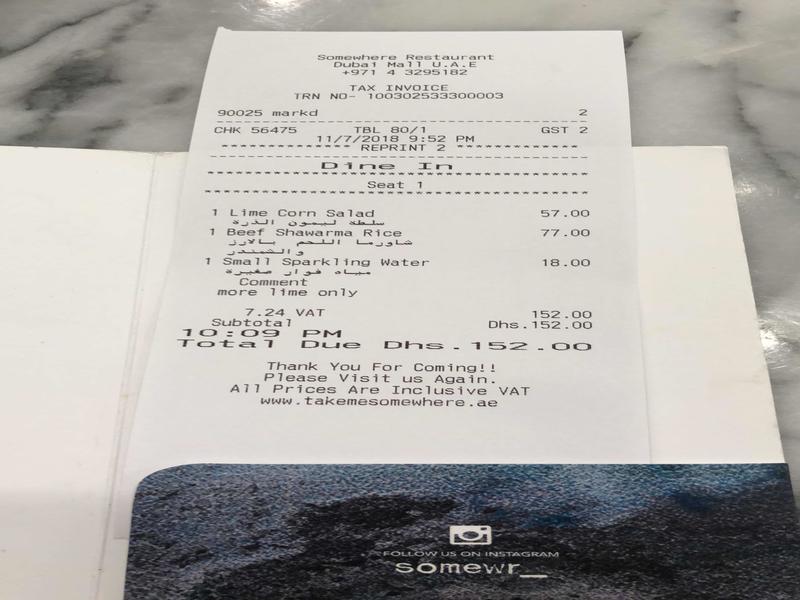 Somewhere Restaurant
Dubai Mall U.A.E
+971 4 3295182
TAX INVOICE
TRN NO- 100302533300003
90025 markd 2
CHK 56475 TBL 80/1 GST 2
11/7/2018 9:52 PM
REPRINT 2
Dine In
Seat 1
1 Lime Corn Salad 57.00
سلطة ليمون الذرة
1 Beef Shawarma Rice 77.00
شاورما اللحم بالارز
والشمندر
1 Small Sparkling Water 18.00
مياه فوار صغيرة
Comment
more lime only
7.24 VAT 152.00
Subtotal Dhs.152.00
10:09 PM
Total Due Dhs.152.00
Thank You For Coming!!
Please Visit us Again.
All Prices Are Inclusive VAT
www.takemesomewhere.ae
FOLLOW US ON INSTAGRAM
somewr_